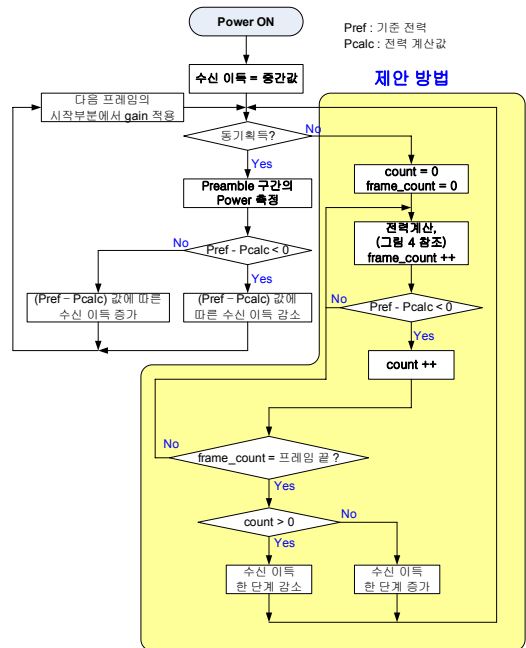 Power ON
Pref : 기준 전력
Pcalc : 전력 계산값
수신 이득 = 중간값
제안 방법
다음 프레임의
시작부분에서 gain 적용
동기획득?
No
Yes
count = 0
frame_count = 0
Preamble 구간의
Power 측정
전력계산,
(그림 4 참조)
frame_count ++
No
Pref - Pcalc < 0
Yes
No
Pref - Pcalc < 0
Yes
(Pref – Pcalc) 값에 따른
수신 이득 증가
(Pref – Pcalc) 값에
따른 수신 이득 감소
count ++
No
frame_count = 프레임 끝 ?
Yes
count > 0
No
Yes
수신 이득
한 단계 감소
수신 이득
한 단계 증가